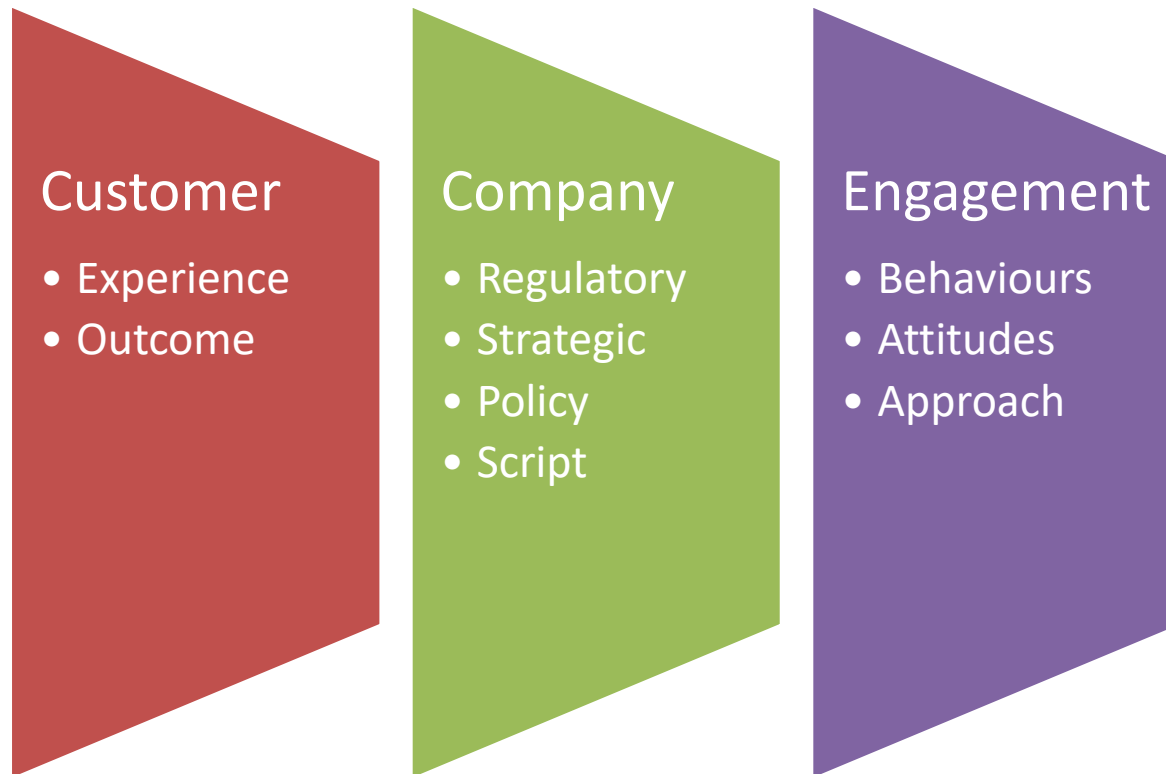 Customer
• Experience
• Outcome
Company
• Regulatory
• Strategic
• Policy
• Script
Engagement
• Behaviours
• Attitudes
• Approach